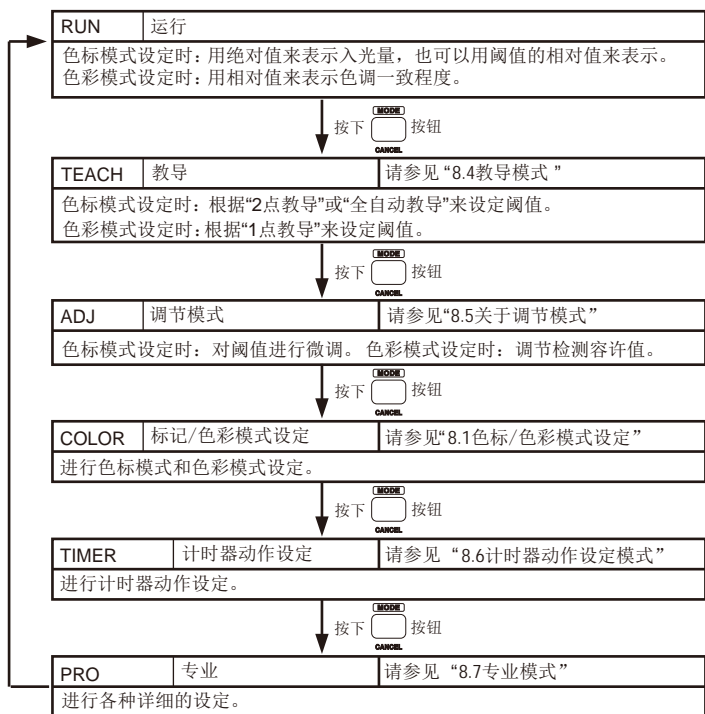 RUN 运行
色标模式设定时：用绝对值来表示入光量，也可以用阈值的相对值来表示。
色彩模式设定时：用相对值来表示色调一致程度。
MODE
按下 按钮
CANCEL
TEACH 教导 请参见“8.4教导模式 ”
色标模式设定时：根据“2点教导”或“全自动教导”来设定阈值。
色彩模式设定时：根据“1点教导”来设定阈值。
MODE
按下 按钮
CANCEL
ADJ 调节模式 请参见“8.5关于调节模式”
色标模式设定时：对阈值进行微调。 色彩模式设定时：调节检测容许值。
MODE
按下 按钮
CANCEL
COLOR 标记/色彩模式设定 请参见“8.1色标/色彩模式设定”
进行色标模式和色彩模式设定。
MODE
按下 按钮
CANCEL
TIMER 计时器动作设定 请参见 “8.6计时器动作设定模式”
进行计时器动作设定。
MODE
按下 按钮
CANCEL
PRO 专业 请参见 “8.7专业模式”
进行各种详细的设定。